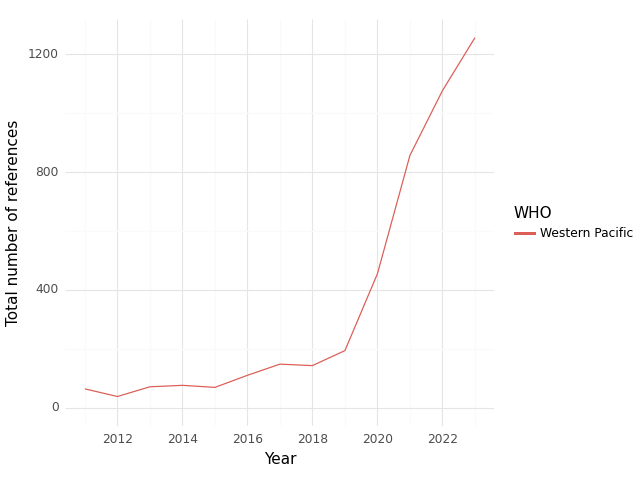 1200
800
400
0
Total number of references
2012 2014 2016 2018 2020 2022
Year
WHO
Western Pacific